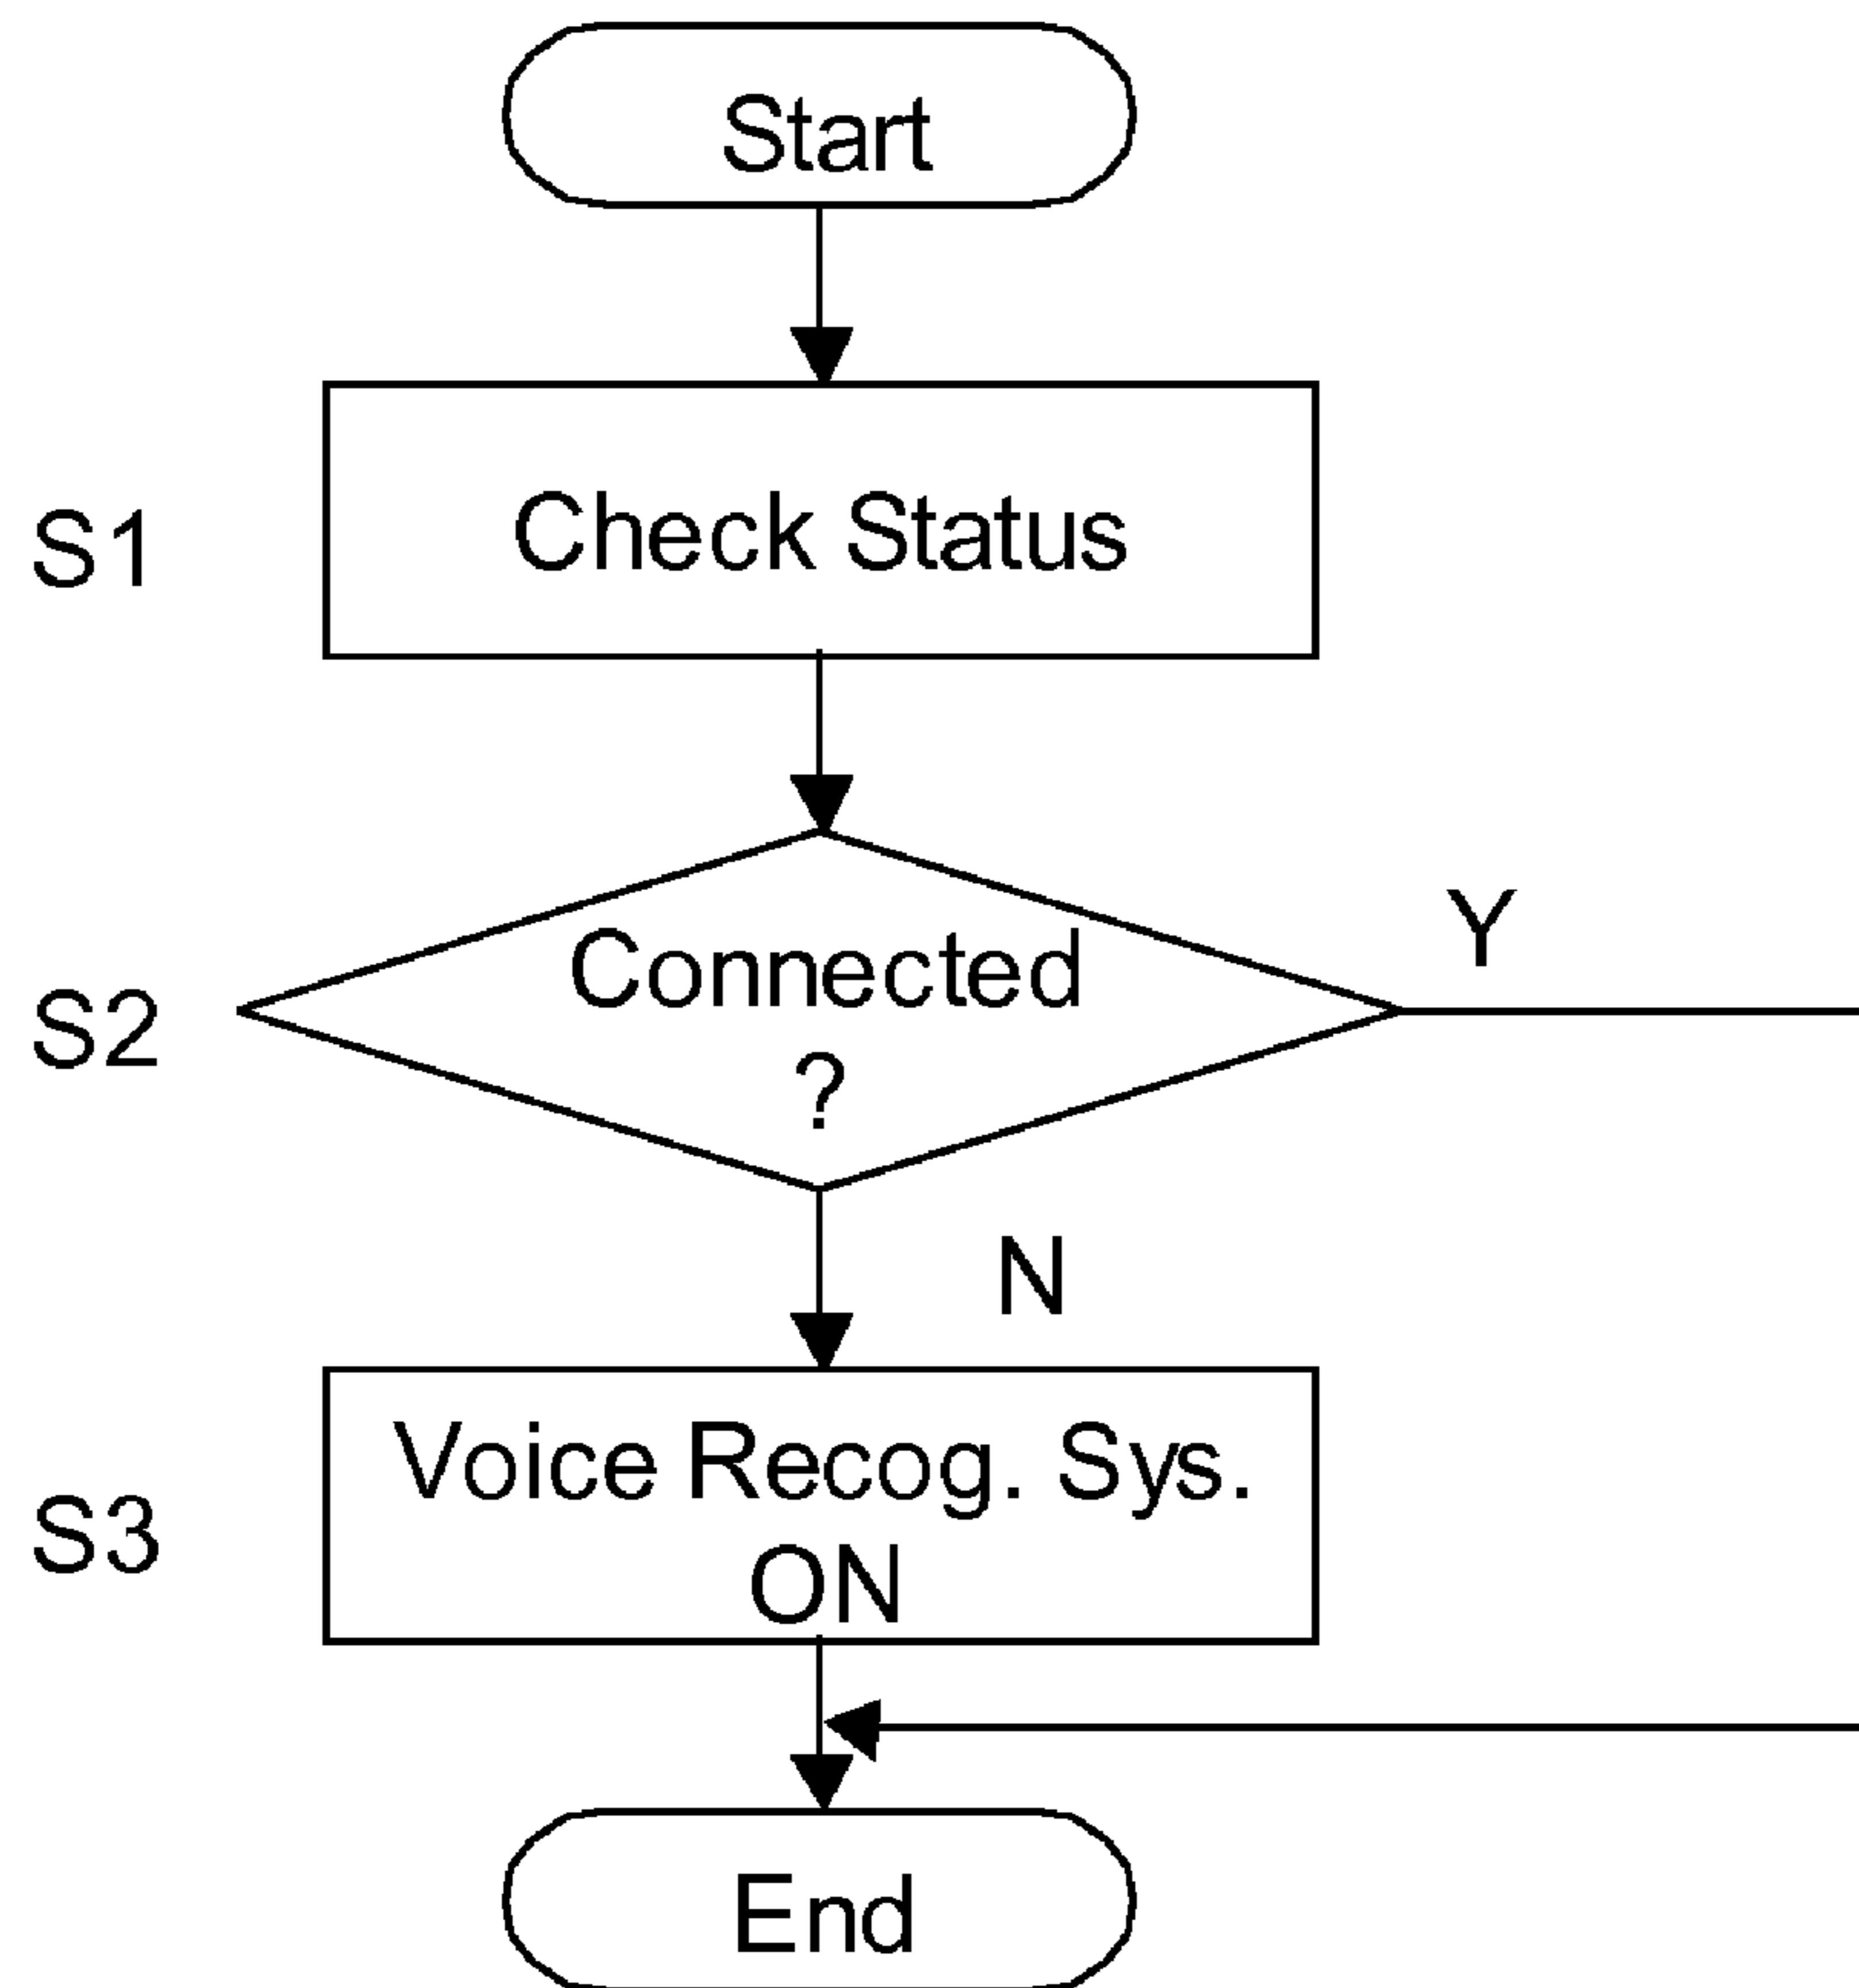 Start
S1
Check Status
Connected
?
Y
S2
N
Voice Recog. Sys.
ON
S3
End